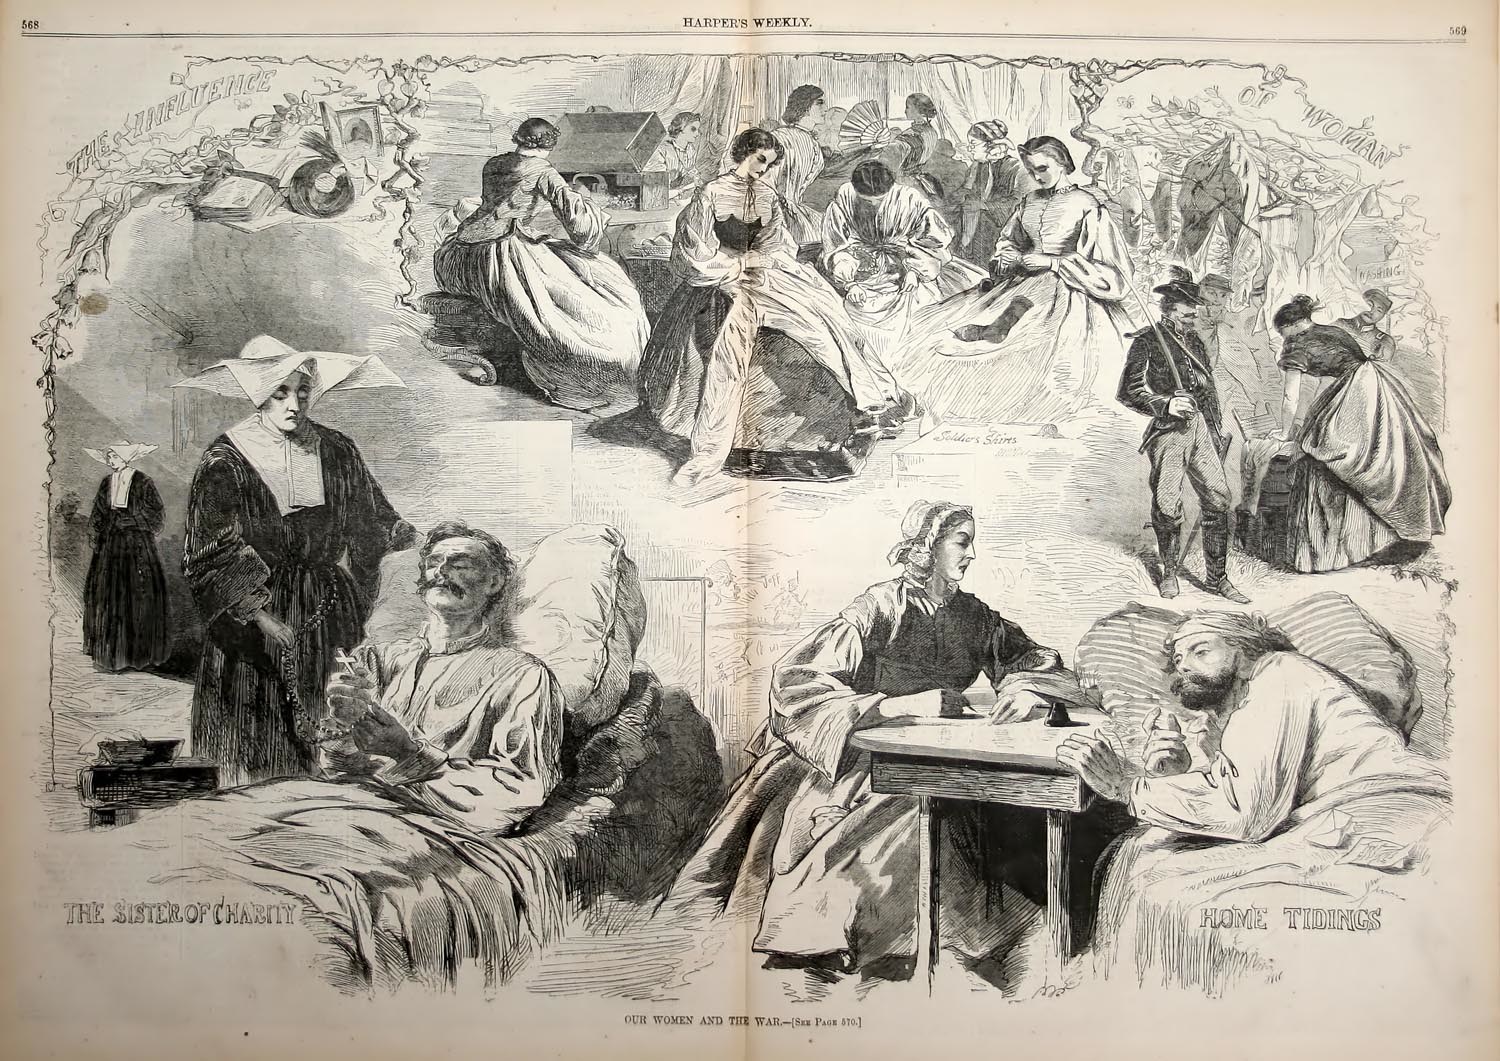 568
HARPER'S WEEKLY.
569
THE INFLUENCE
OF WOMAN
WASHING
Soldiers Shirts
THE SISTER OF CHARITY
HOME TIDINGS
OUR WOMEN AND THE WAR.—[SEE PAGE 570.]